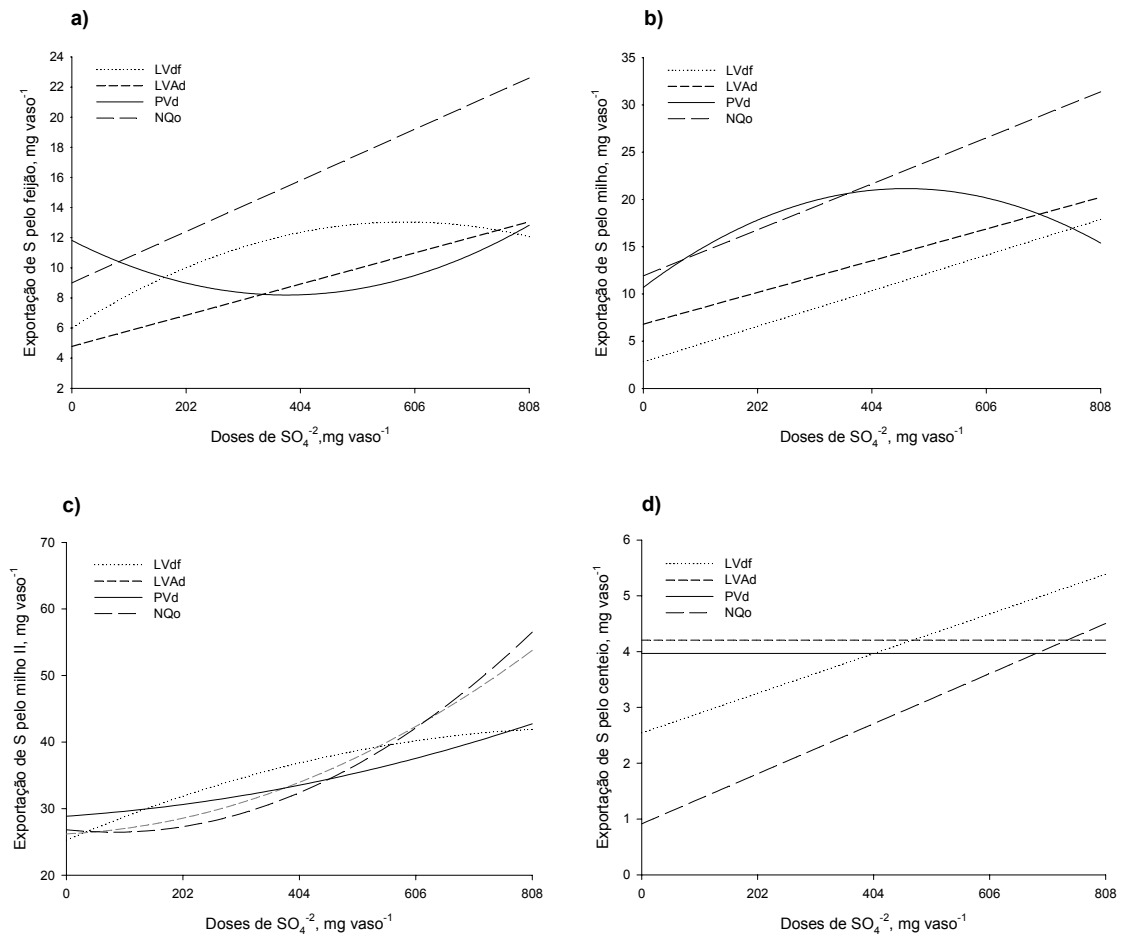 a)
24
22
20
18
16
14
12
10
8
6
4
2
0 202 404 606 808
LVdf
LVAd
PVd
NQo
Exportação de S pelo feijão, mg vaso⁻¹
Doses de SO₄⁻²,mg vaso⁻¹
b)
35
30
25
20
15
10
5
0
0 202 404 606 808
LVdf
LVAd
PVd
NQo
Exportação de S pelo milho, mg vaso⁻¹
Doses de SO₄⁻², mg vaso⁻¹
c)
70
60
50
40
30
20
0 202 404 606 808
LVdf
LVAd
PVd
NQo
Exportação de S pelo milho II, mg vaso⁻¹
Doses de SO₄⁻², mg vaso⁻¹
d)
6
5
4
3
2
1
0
0 202 404 606 808
LVdf
LVAd
PVd
NQo
Exportação de S pelo centeio, mg vaso⁻¹
Doses de SO₄⁻², mg vaso⁻¹